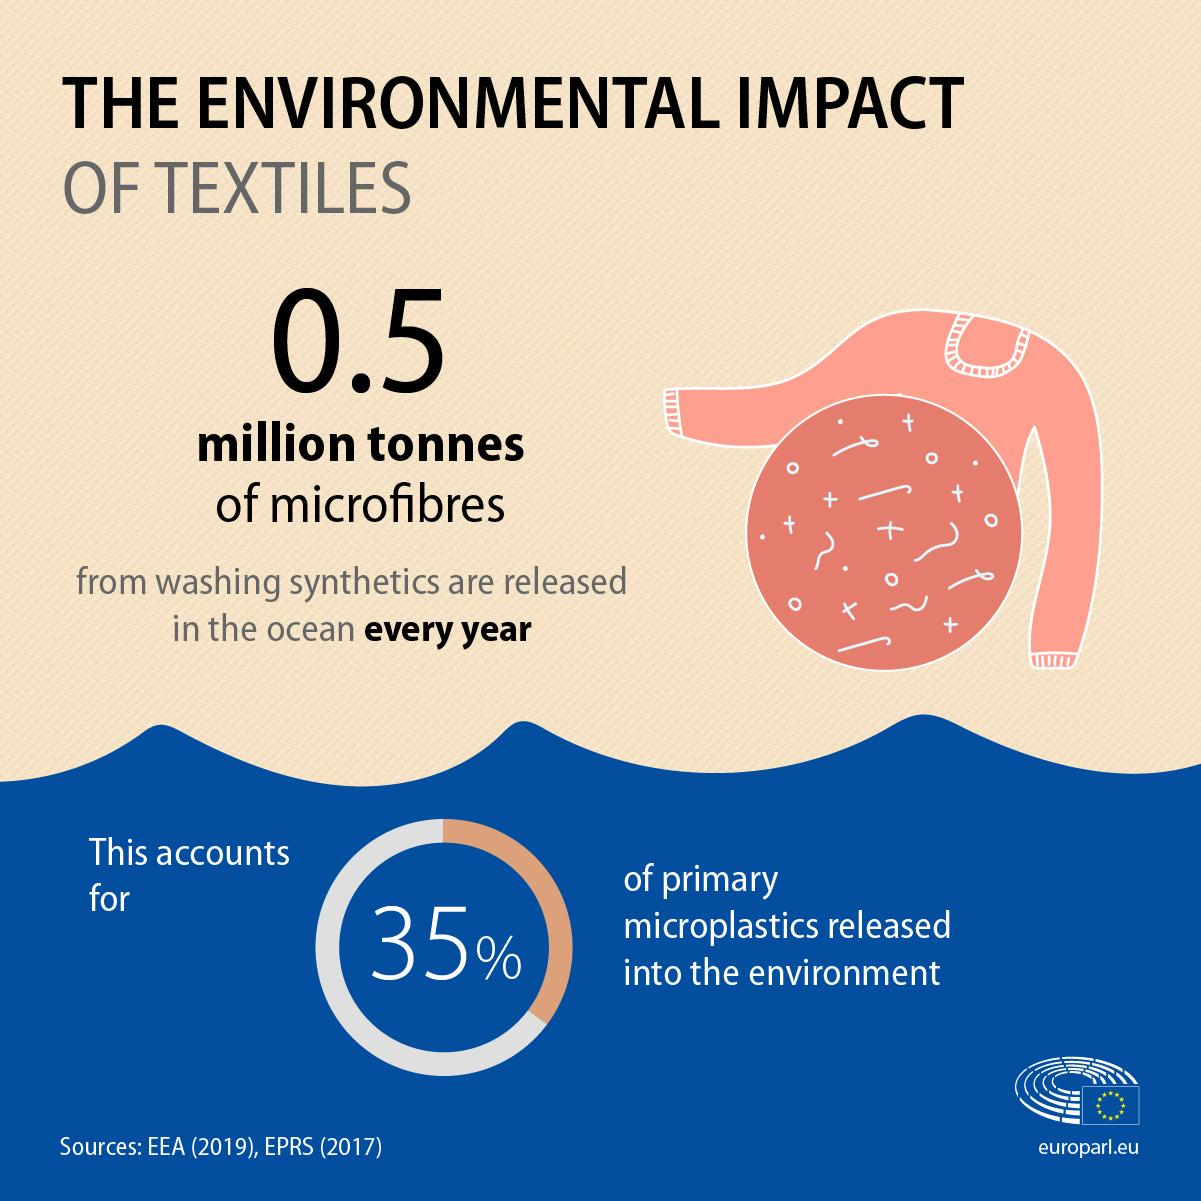 THE ENVIRONMENTAL IMPACT
OF TEXTILES
0.5
million tonnes
of microfibres
from washing synthetics are released
in the ocean every year
This accounts
for
35%
of primary
microplastics released
into the environment
Sources: EEA (2019), EPRS (2017)
europarl.eu